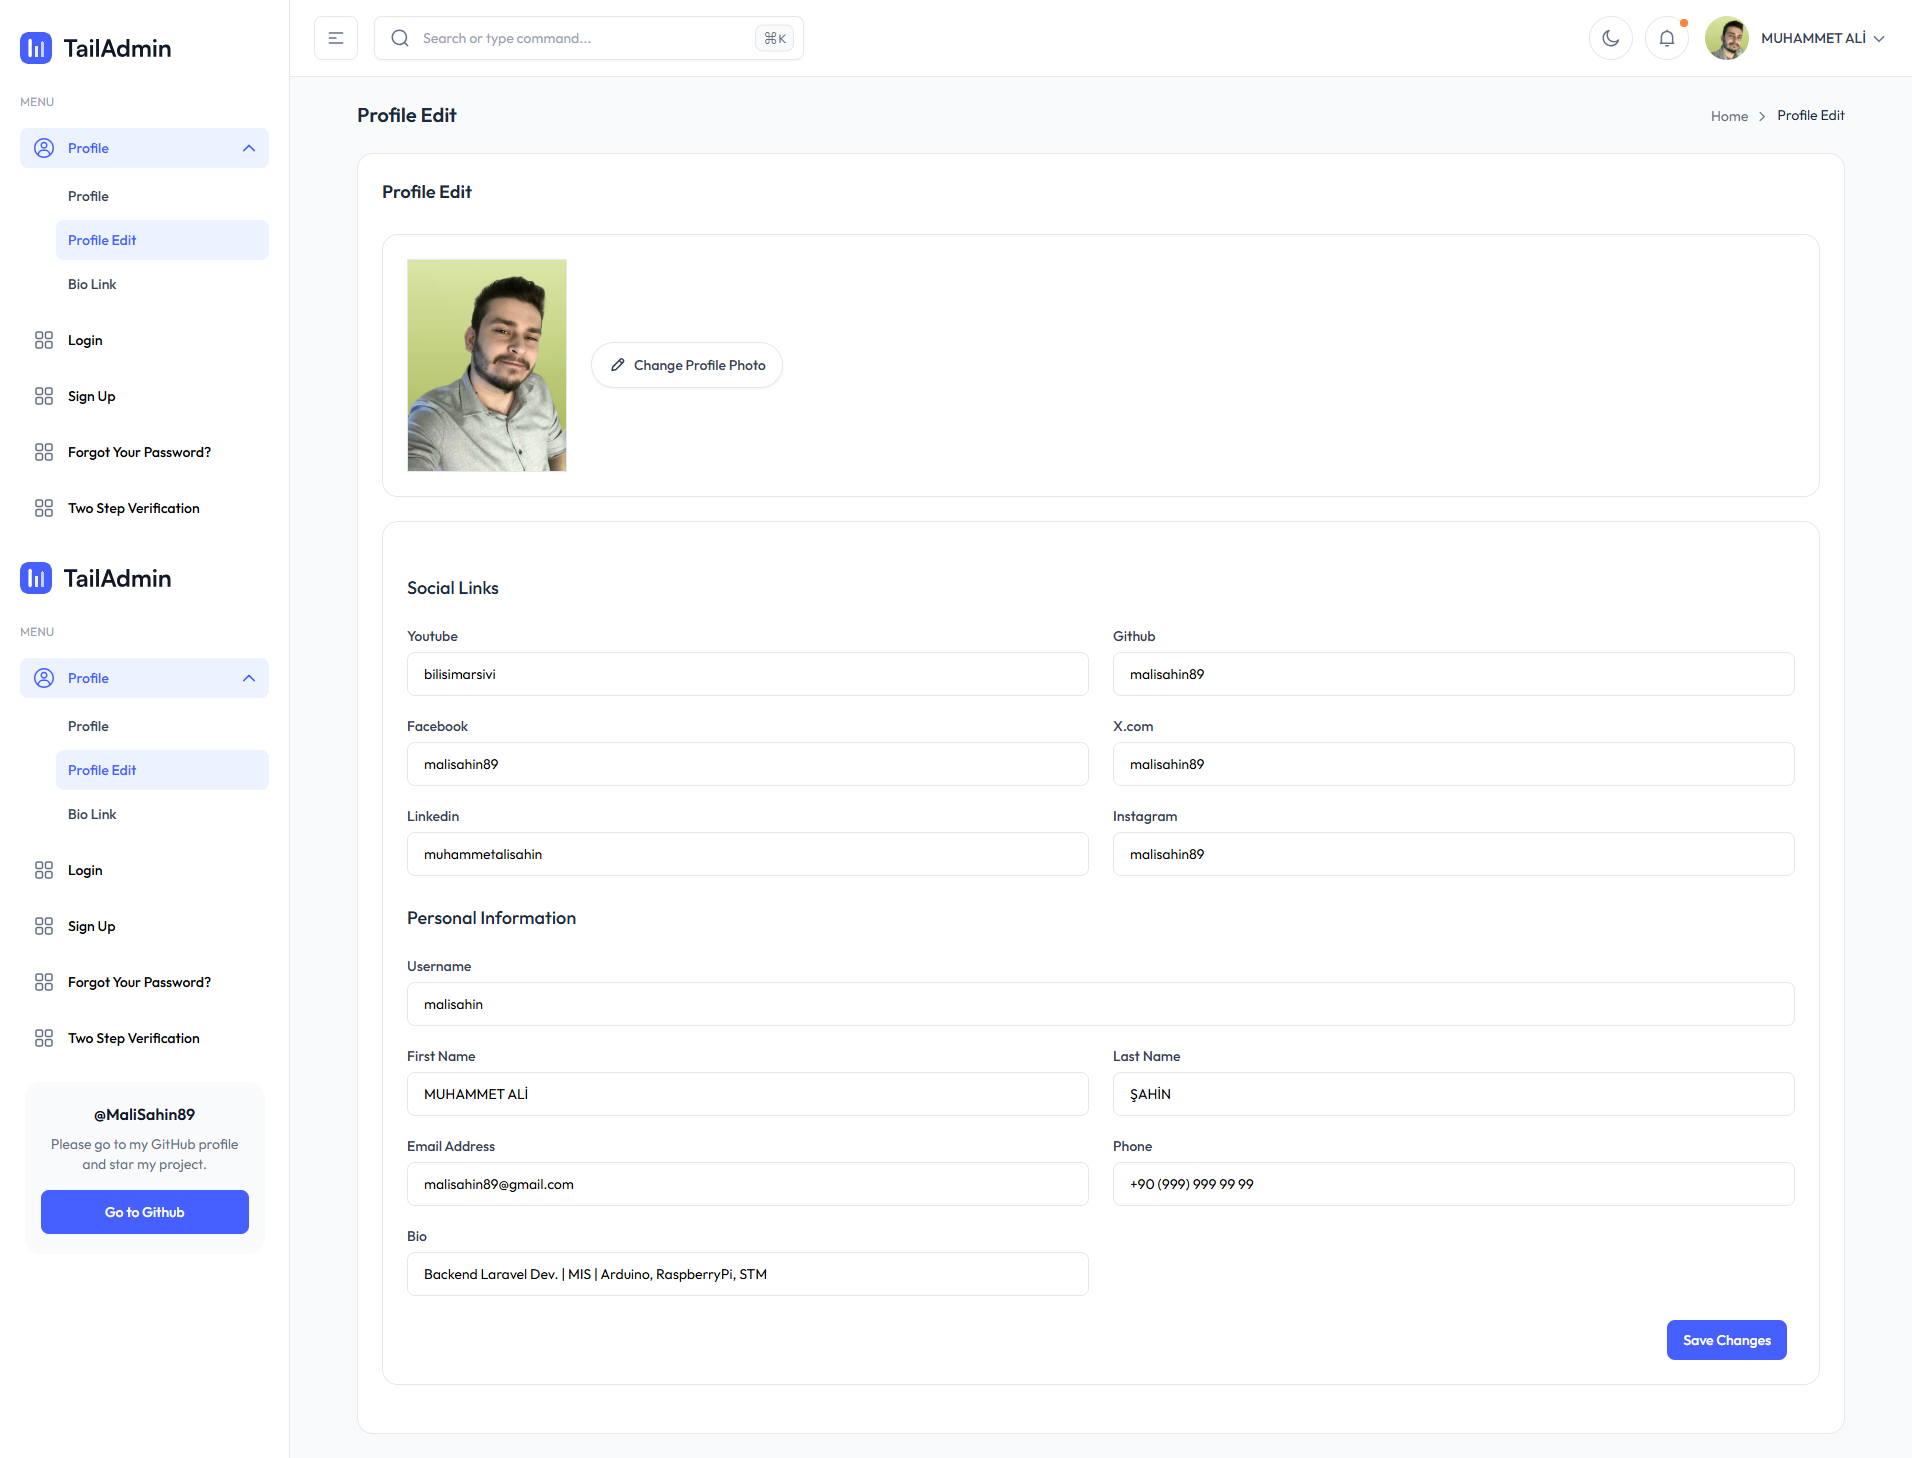 TailAdmin
MENU
Profile
Profile
Profile Edit
Bio Link
Login
Sign Up
Forgot Your Password?
Two Step Verification
TailAdmin
MENU
Profile
Profile
Profile Edit
Bio Link
Login
Sign Up
Forgot Your Password?
Two Step Verification
@MaliSahin89
Please go to my GitHub profile
and star my project.
Go to Github
Search or type command...
⌘K
MUHAMMET ALİ
Profile Edit
Home
Profile Edit
Profile Edit
Change Profile Photo
Social Links
Youtube
Github
bilisimarsivi
malisahin89
Facebook
X.com
malisahin89
malisahin89
Linkedin
Instagram
muhammetalisahin
malisahin89
Personal Information
Username
malisahin
First Name
Last Name
MUHAMMET ALİ
ŞAHİN
Email Address
Phone
malisahin89@gmail.com
+90 (999) 999 99 99
Bio
Backend Laravel Dev. | MIS | Arduino, RaspberryPi, STM
Save Changes